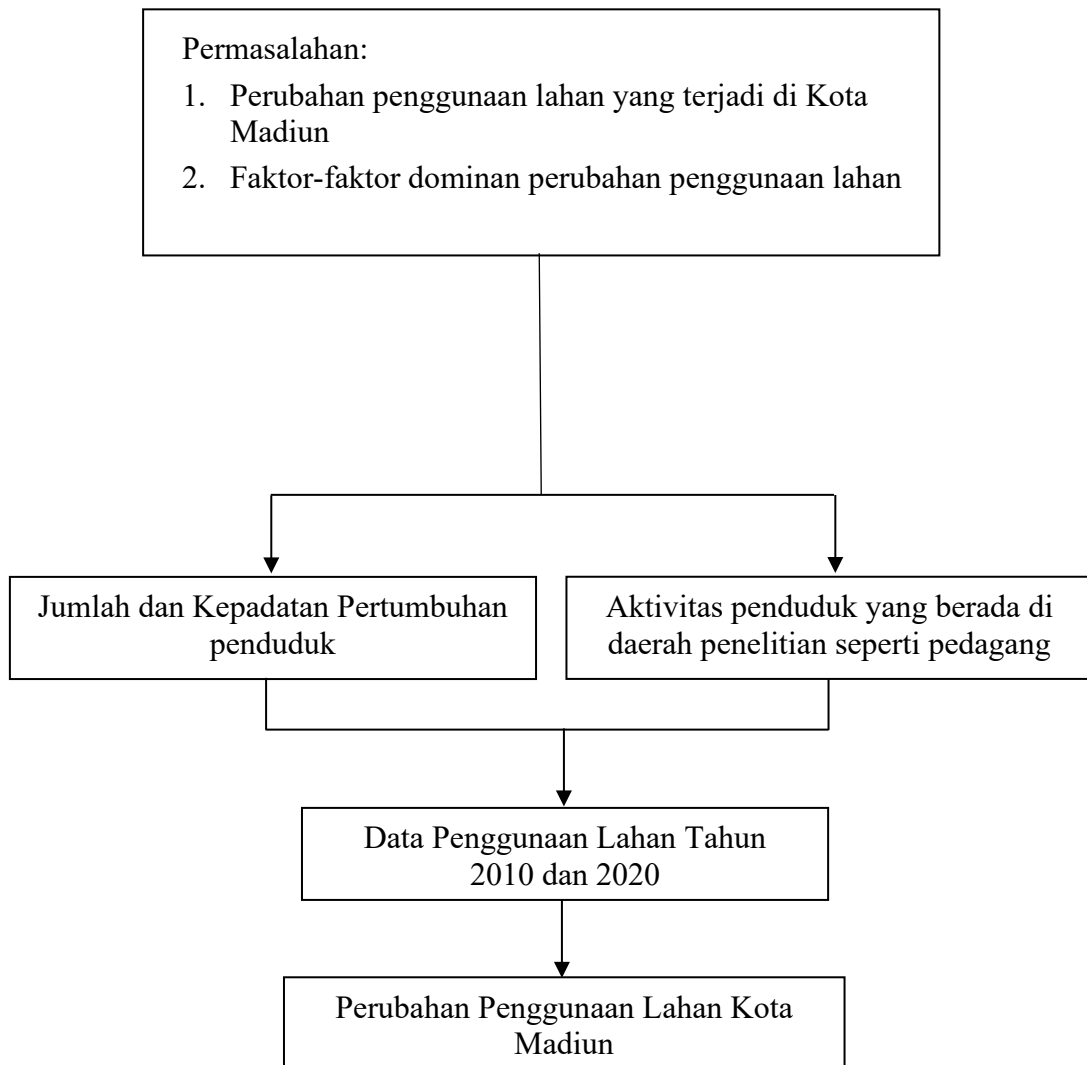 Permasalahan:
1. Perubahan penggunaan lahan yang terjadi di Kota
Madiun
2. Faktor-faktor dominan perubahan penggunaan lahan
Jumlah dan Kepadatan Pertumbuhan
penduduk
Aktivitas penduduk yang berada di
daerah penelitian seperti pedagang
Data Penggunaan Lahan Tahun
2010 dan 2020
Perubahan Penggunaan Lahan Kota
Madiun